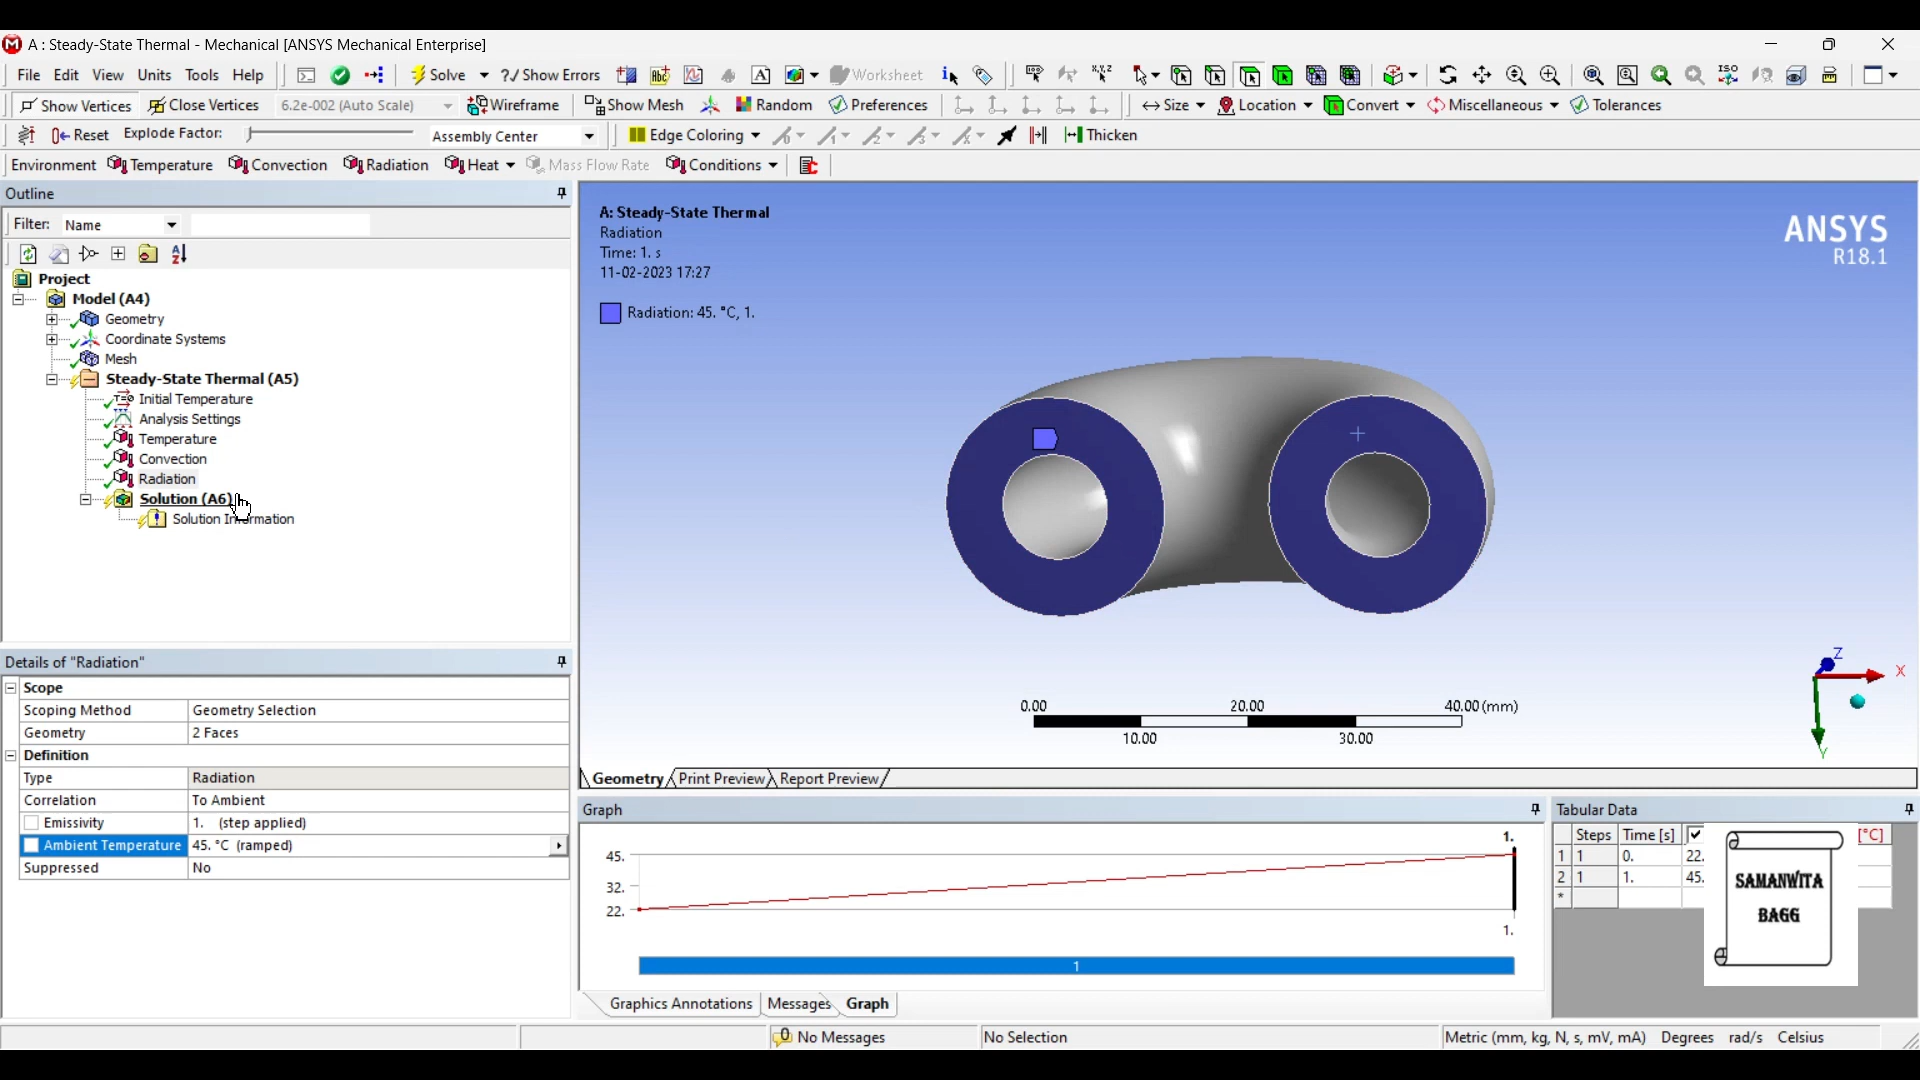 A : Steady-State Thermal - Mechanical [ANSYS Mechanical Enterprise]
File Edit View Units Tools Help Solve ?/ Show Errors Worksheet
Show Vertices Close Vertices 6.2e-002 (Auto Scale) Wireframe Show Mesh Random Preferences Size Location Convert Miscellaneous Tolerances
Reset Explode Factor: Assembly Center Edge Coloring Thicken
Environment Temperature Convection Radiation Heat Mass Flow Rate Conditions
Outline
Filter: Name
Project
Model (A4)
Geometry
Coordinate Systems
Mesh
Steady-State Thermal (A5)
Initial Temperature
Analysis Settings
Temperature
Convection
Radiation
Solution (A6)
Solution Information
Details of "Radiation"
Scope
Scoping Method Geometry Selection
Geometry 2 Faces
Definition
Type Radiation
Correlation To Ambient
Emissivity 1. (step applied)
Ambient Temperature 45. °C (ramped)
Suppressed No
A: Steady-State Thermal
Radiation
Time: 1. s
11-02-2023 17:27
Radiation: 45. °C, 1.
ANSYS
R18.1
Z
X
Y
0.00 20.00 40.00 (mm)
10.00 30.00
Geometry Print Preview Report Preview
Graph
1.
45.
32.
22.
1.
1
Graphics Annotations Messages Graph
Tabular Data
Steps Time [s] [°C]
1 1 0. 22.
2 1 1. 45.
*
SAMANWITA
BAGG
No Messages No Selection Metric (mm, kg, N, s, mV, mA) Degrees rad/s Celsius